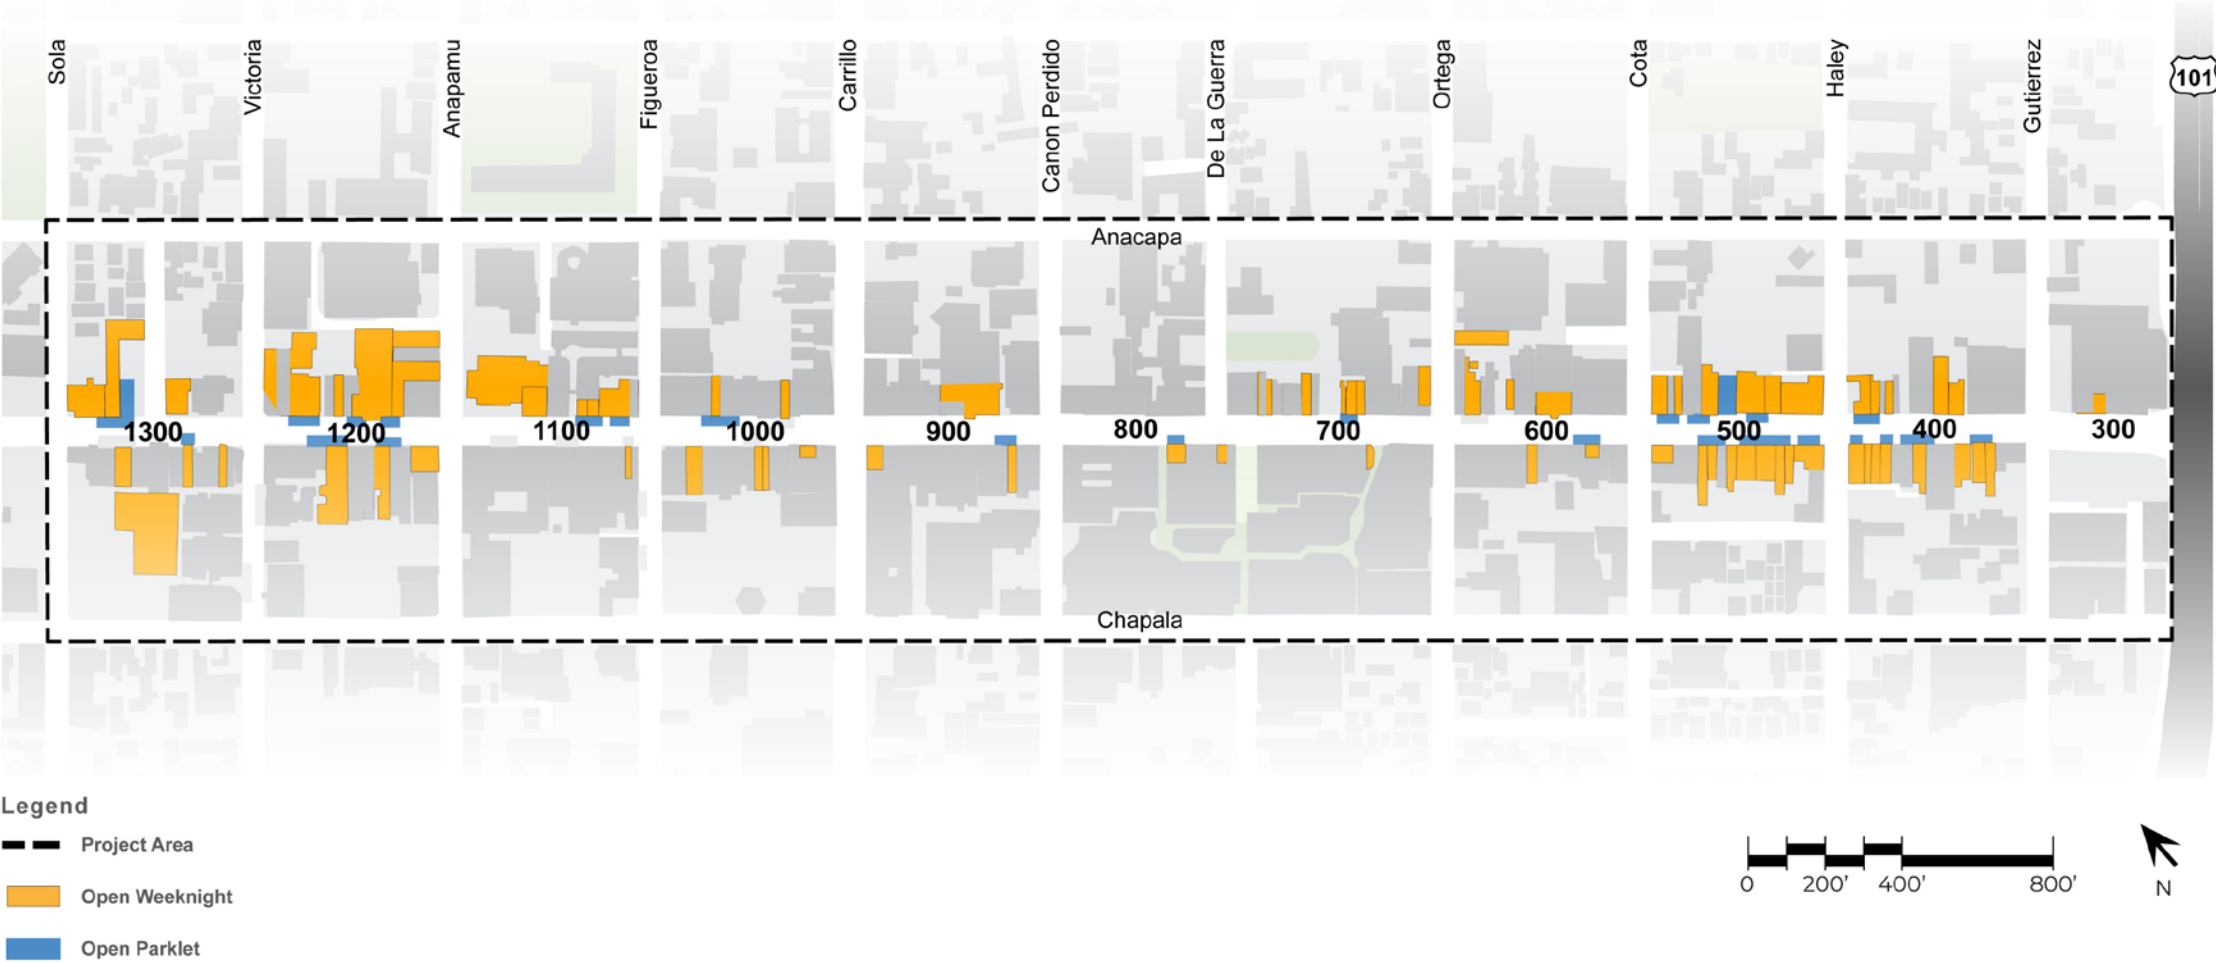 Sola
Victoria
Anapamu
Figueroa
Carrillo
Canon Perdido
De La Guerra
Ortega
Cota
Haley
Gutierrez
101
Anacapa
1300
1200
1100
1000
900
800
700
600
500
400
300
Chapala
Legend
Project Area
Open Weeknight
Open Parklet
0 200' 400' 800'
N